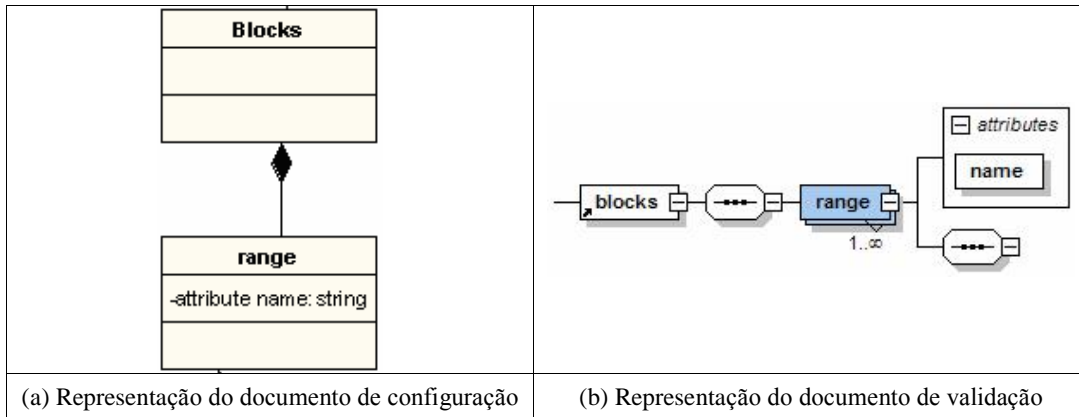 Blocks
range
-attribute name: string
(a) Representação do documento de configuração
blocks
range
1..∞
attributes
name
(b) Representação do documento de validação